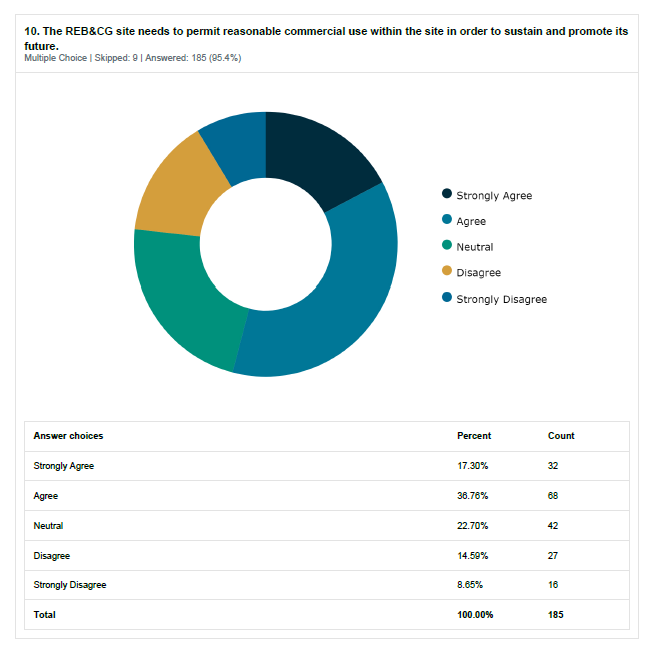 10. The REB&CG site needs to permit reasonable commercial use within the site in order to sustain and promote its
future.
Multiple Choice | Skipped: 9 | Answered: 185 (95.4%)
Strongly Agree
Agree
Neutral
Disagree
Strongly Disagree
Answer choices Percent Count
Strongly Agree 17.30% 32
Agree 36.76% 68
Neutral 22.70% 42
Disagree 14.59% 27
Strongly Disagree 8.65% 16
Total 100.00% 185